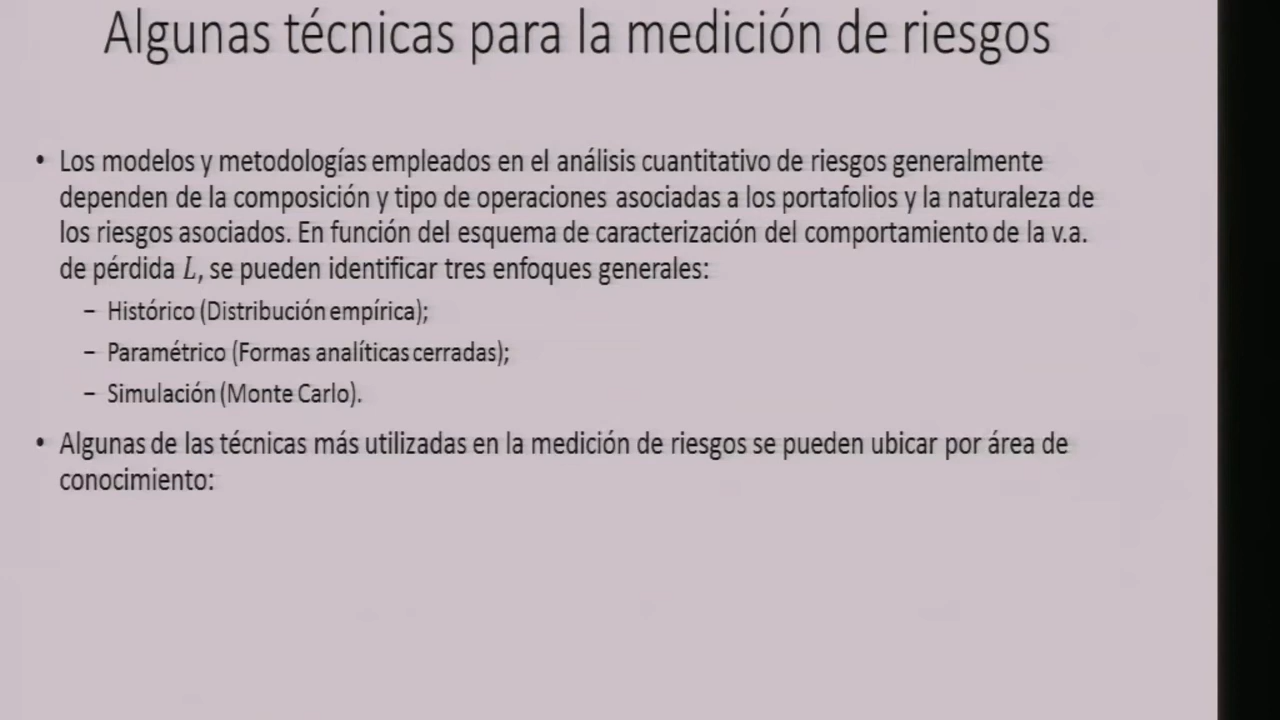 Algunas técnicas para la medición de riesgos
• Los modelos y metodologías empleados en el análisis cuantitativo de riesgos generalmente
dependen de la composición y tipo de operaciones asociadas a los portafolios y la naturaleza de
los riesgos asociados. En función del esquema de caracterización del comportamiento de la v.a.
de pérdida L, se pueden identificar tres enfoques generales:
– Histórico (Distribución empírica);
– Paramétrico (Formas analíticas cerradas);
– Simulación (Monte Carlo).
• Algunas de las técnicas más utilizadas en la medición de riesgos se pueden ubicar por área de
conocimiento: